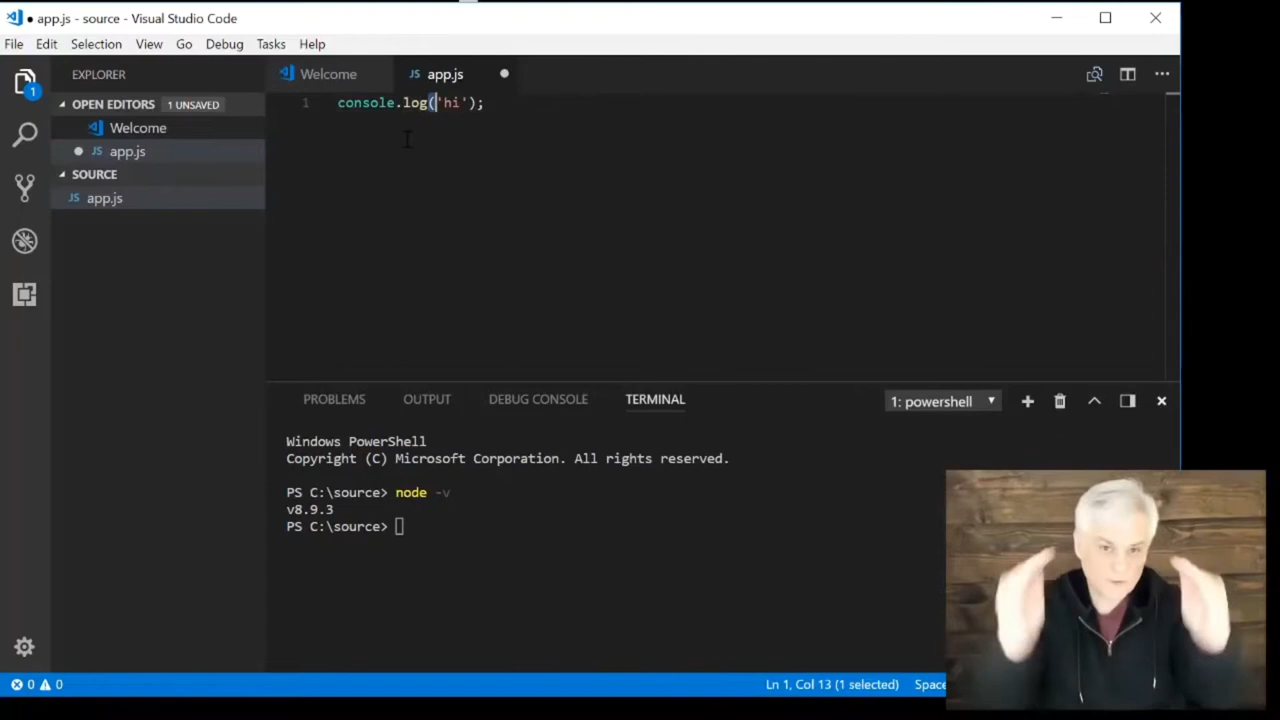 app.js - source - Visual Studio Code
File Edit Selection View Go Debug Tasks Help
EXPLORER
Welcome
JS app.js
OPEN EDITORS 1 UNSAVED
1 console.log('hi');
Welcome
JS app.js
SOURCE
JS app.js
1
PROBLEMS OUTPUT DEBUG CONSOLE TERMINAL
1: powershell
Windows PowerShell
Copyright (C) Microsoft Corporation. All rights reserved.
PS C:\source> node -v
v8.9.3
PS C:\source>
0 0
Ln 1, Col 13 (1 selected)
Space